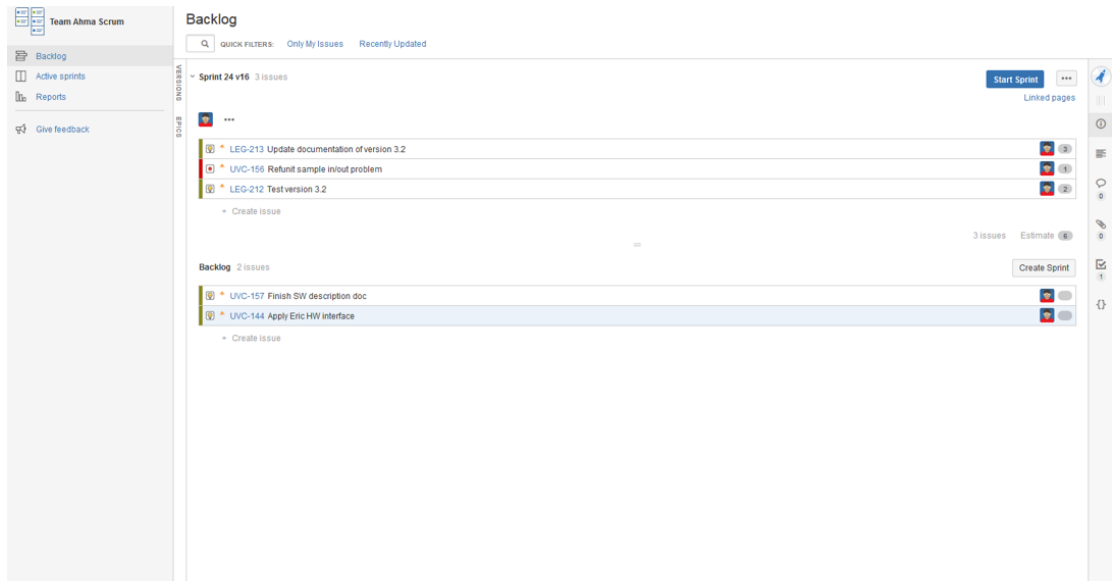 Team Ahma Scrum
Backlog
Active sprints
Reports
Give feedback
Backlog
QUICK FILTERS: Only My Issues Recently Updated
VERSIONS
EPICS
Sprint 24 v16 3 issues
Start Sprint
Linked pages
LEG-213 Update documentation of version 3.2 3
UVC-156 Refunit sample in/out problem 1
LEG-212 Test version 3.2 2
+ Create issue
3 issues Estimate 6
Backlog 2 issues
Create Sprint
UVC-157 Finish SW description doc
UVC-144 Apply Eric HW interface
+ Create issue
0
0
1